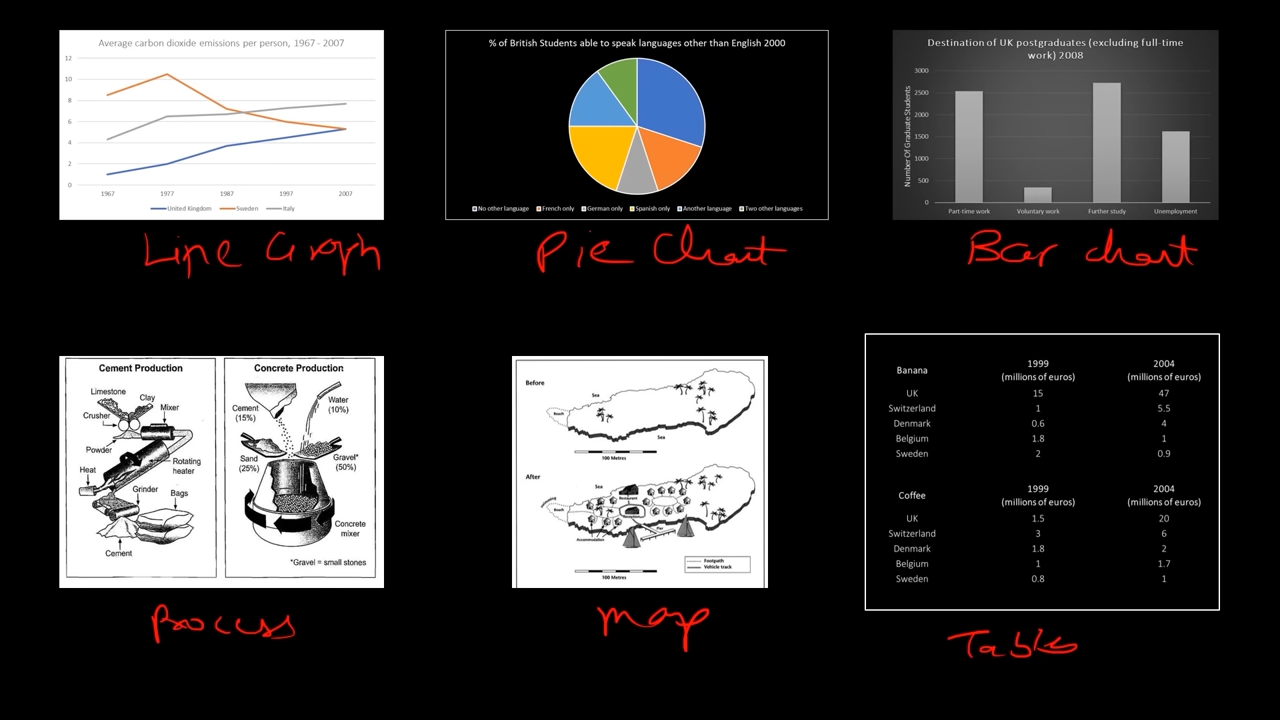 Average carbon dioxide emissions per person, 1967 - 2007
12
10
8
6
4
2
0
1967 1977 1987 1997 2007
United Kingdom Sweden Italy
Line Graph
% of British Students able to speak languages other than English 2000
No other language French only German only Spanish only Another language Two other languages
Pie Chart
Destination of UK postgraduates (excluding full-time
work) 2008
Number Of Graduate Students
3000
2500
2000
1500
1000
500
0
Part-time work Voluntary work Further study Unemployment
Bar chart
Cement Production
Limestone
Clay
Mixer
Crusher
Powder
Rotating
heater
Heat
Grinder
Bags
Cement
Concrete Production
Cement
(15%)
Water
(10%)
Sand
(25%)
Gravel*
(50%)
Concrete
mixer
*Gravel = small stones
Process
Before
Sea
Beach
Sea
100 Metres
After
Sea
Restaurant
Beach
Reception
Pier
Accommodation
Sea
Footpath
Vehicle track
100 Metres
Map
Banana 1999 2004
(millions of euros) (millions of euros)
UK 15 47
Switzerland 1 5.5
Denmark 0.6 4
Belgium 1.8 1
Sweden 2 0.9
Coffee 1999 2004
(millions of euros) (millions of euros)
UK 1.5 20
Switzerland 3 6
Denmark 1.8 2
Belgium 1 1.7
Sweden 0.8 1
Tables